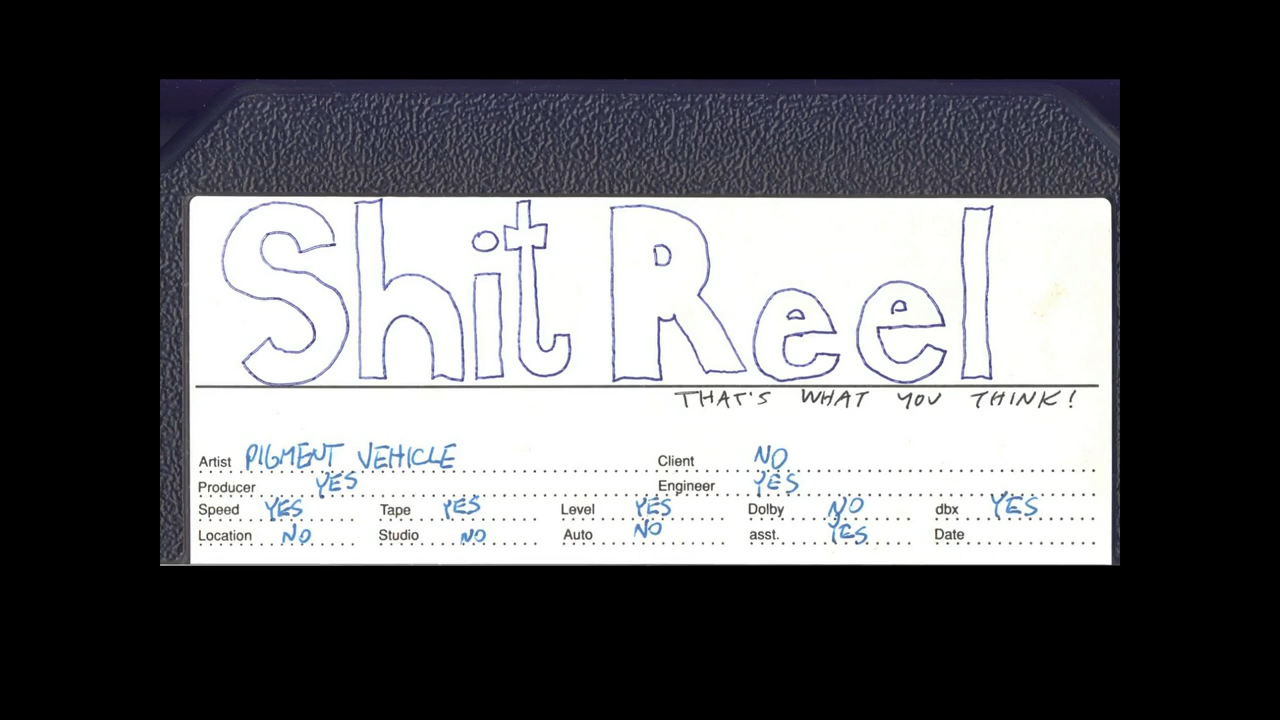 Shit Reel
THAT'S WHAT YOU THINK!
Artist PIGMENT VEHICLE Client NO
Producer YES Engineer YES
Speed YES Tape YES Level YES Dolby NO dbx YES
Location NO Studio NO Auto NO asst. YES Date